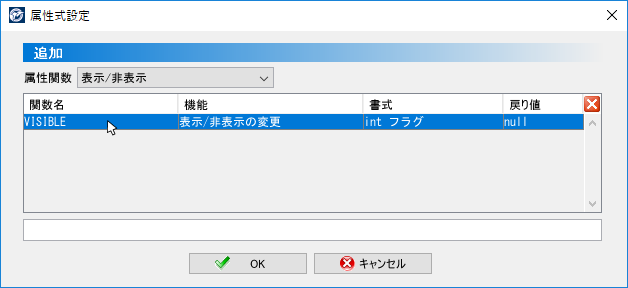 属性式設定
追加
属性関数 表示/非表示
関数名 機能 書式 戻り値
VISIBLE 表示/非表示の変更 int フラグ null
OK キャンセル